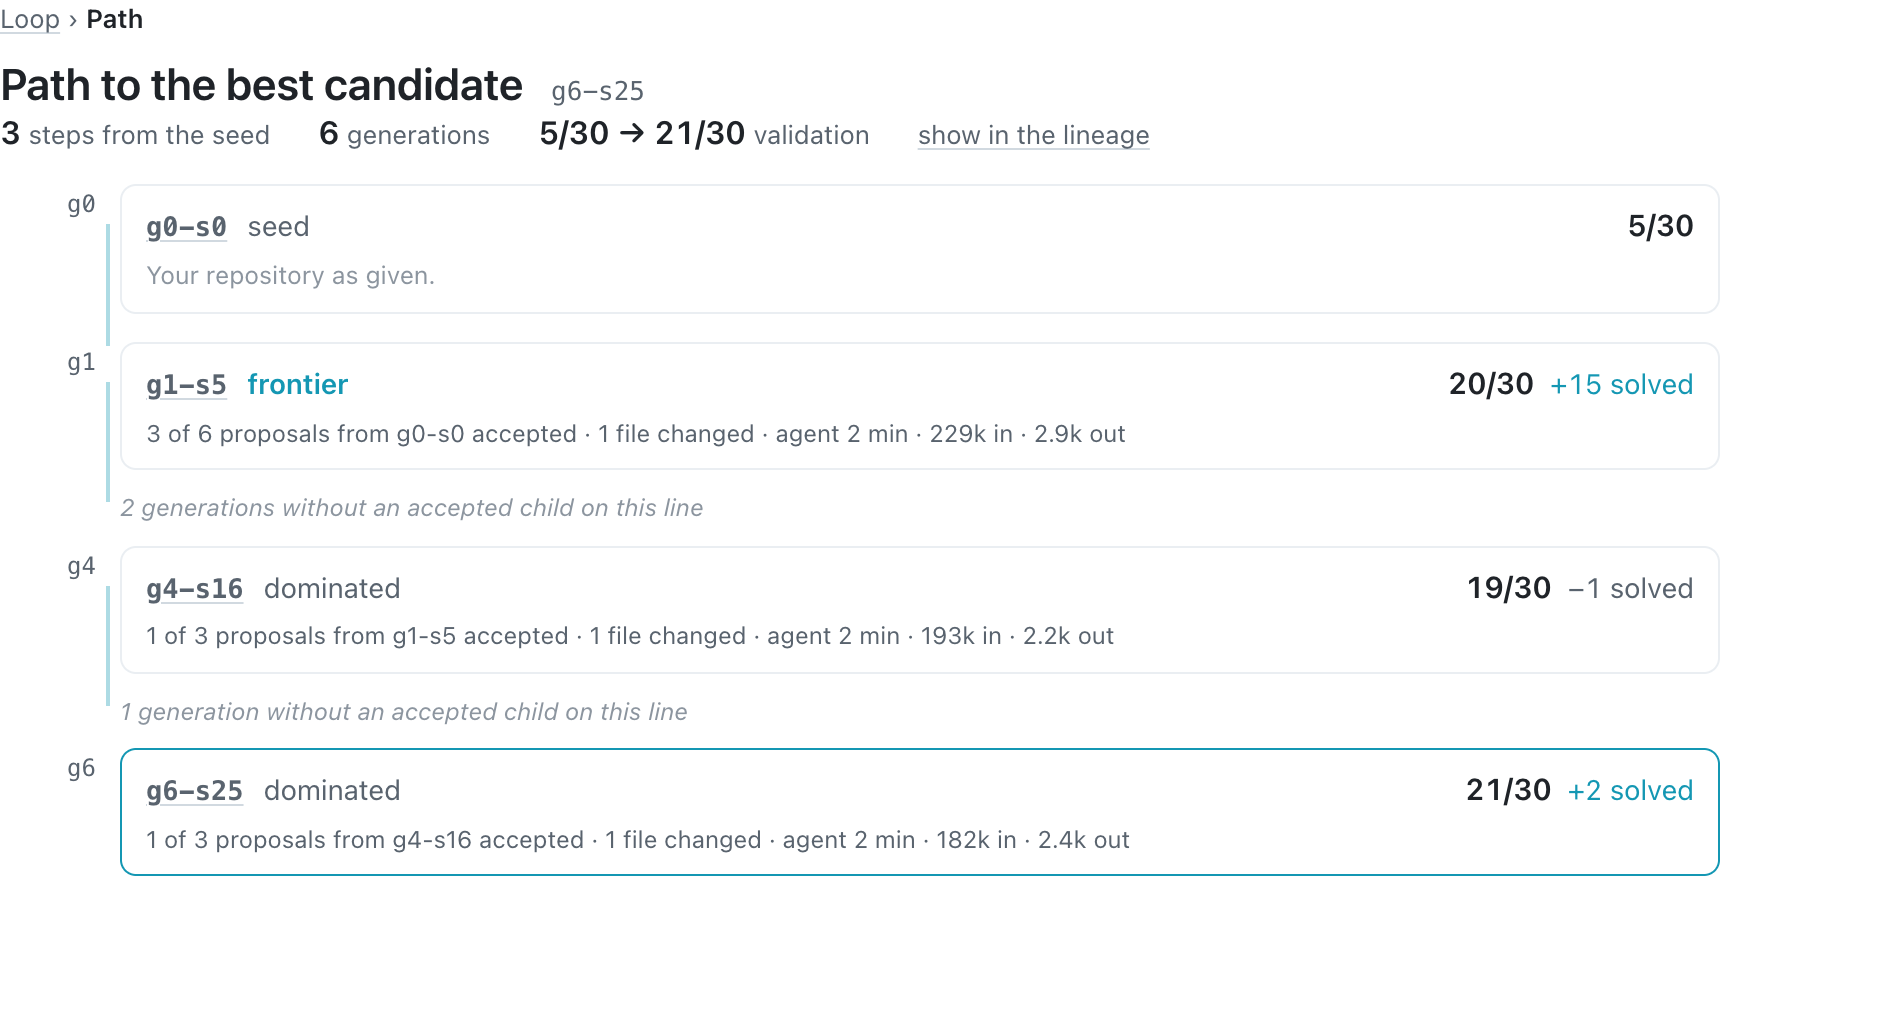 Loop › Path
Path to the best candidate g6–s25
3 steps from the seed 6 generations 5/30 → 21/30 validation show in the lineage
g0
g0–s0 seed 5/30
Your repository as given.
g1
g1–s5 frontier 20/30 +15 solved
3 of 6 proposals from g0-s0 accepted · 1 file changed · agent 2 min · 229k in · 2.9k out
2 generations without an accepted child on this line
g4
g4–s16 dominated 19/30 −1 solved
1 of 3 proposals from g1-s5 accepted · 1 file changed · agent 2 min · 193k in · 2.2k out
1 generation without an accepted child on this line
g6
g6–s25 dominated 21/30 +2 solved
1 of 3 proposals from g4-s16 accepted · 1 file changed · agent 2 min · 182k in · 2.4k out